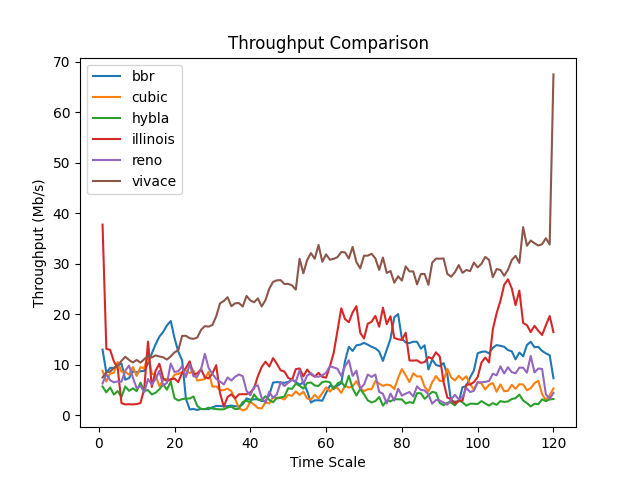 Throughput Comparison
Throughput (Mb/s)
70
60
50
40
30
20
10
0
bbr
cubic
hybla
illinois
reno
vivace
0 20 40 60 80 100 120
Time Scale